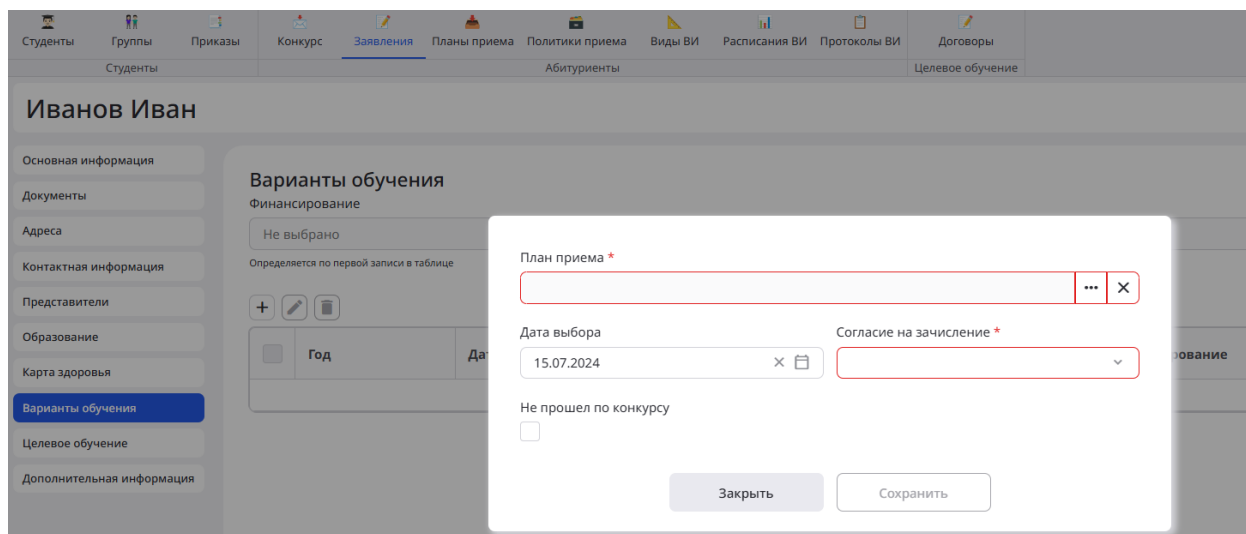 Студенты Группы Приказы Конкурс Заявления Планы приема Политики приема Виды ВИ Расписания ВИ Протоколы ВИ Договоры
Студенты Абитуриенты Целевое обучение
Иванов Иван
Основная информация
Документы
Адреса
Контактная информация
Представители
Образование
Карта здоровья
Варианты обучения
Целевое обучение
Дополнительная информация
Варианты обучения
Финансирование
Не выбрано
Определяется по первой записи в таблице
Год
План приема *
Дата выбора
Согласие на зачисление *
15.07.2024
Не прошел по конкурсу
Закрыть Сохранить